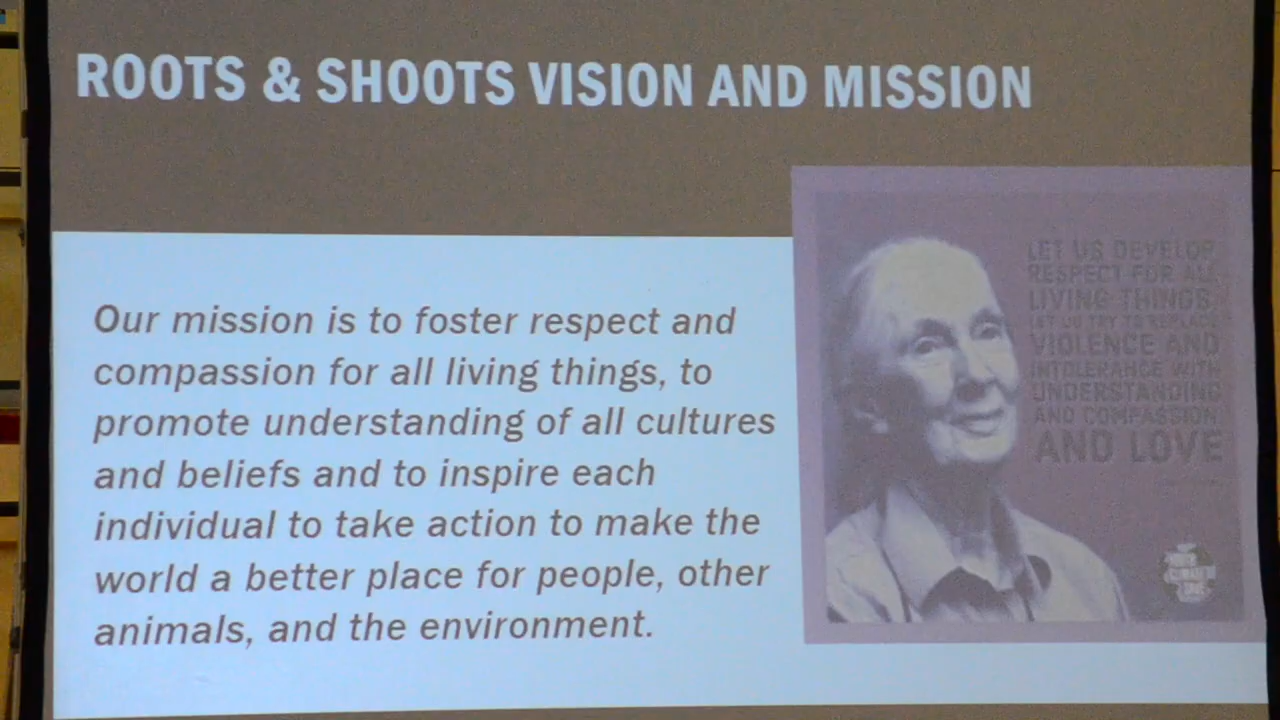 ROOTS & SHOOTS VISION AND MISSION
Our mission is to foster respect and
compassion for all living things, to
promote understanding of all cultures
and beliefs and to inspire each
individual to take action to make the
world a better place for people, other
animals, and the environment.
LET US DEVELOP
RESPECT FOR ALL
LIVING THINGS.
LET US TRY TO REPLACE
VIOLENCE AND
INTOLERANCE WITH
UNDERSTANDING
AND COMPASSION
AND LOVE